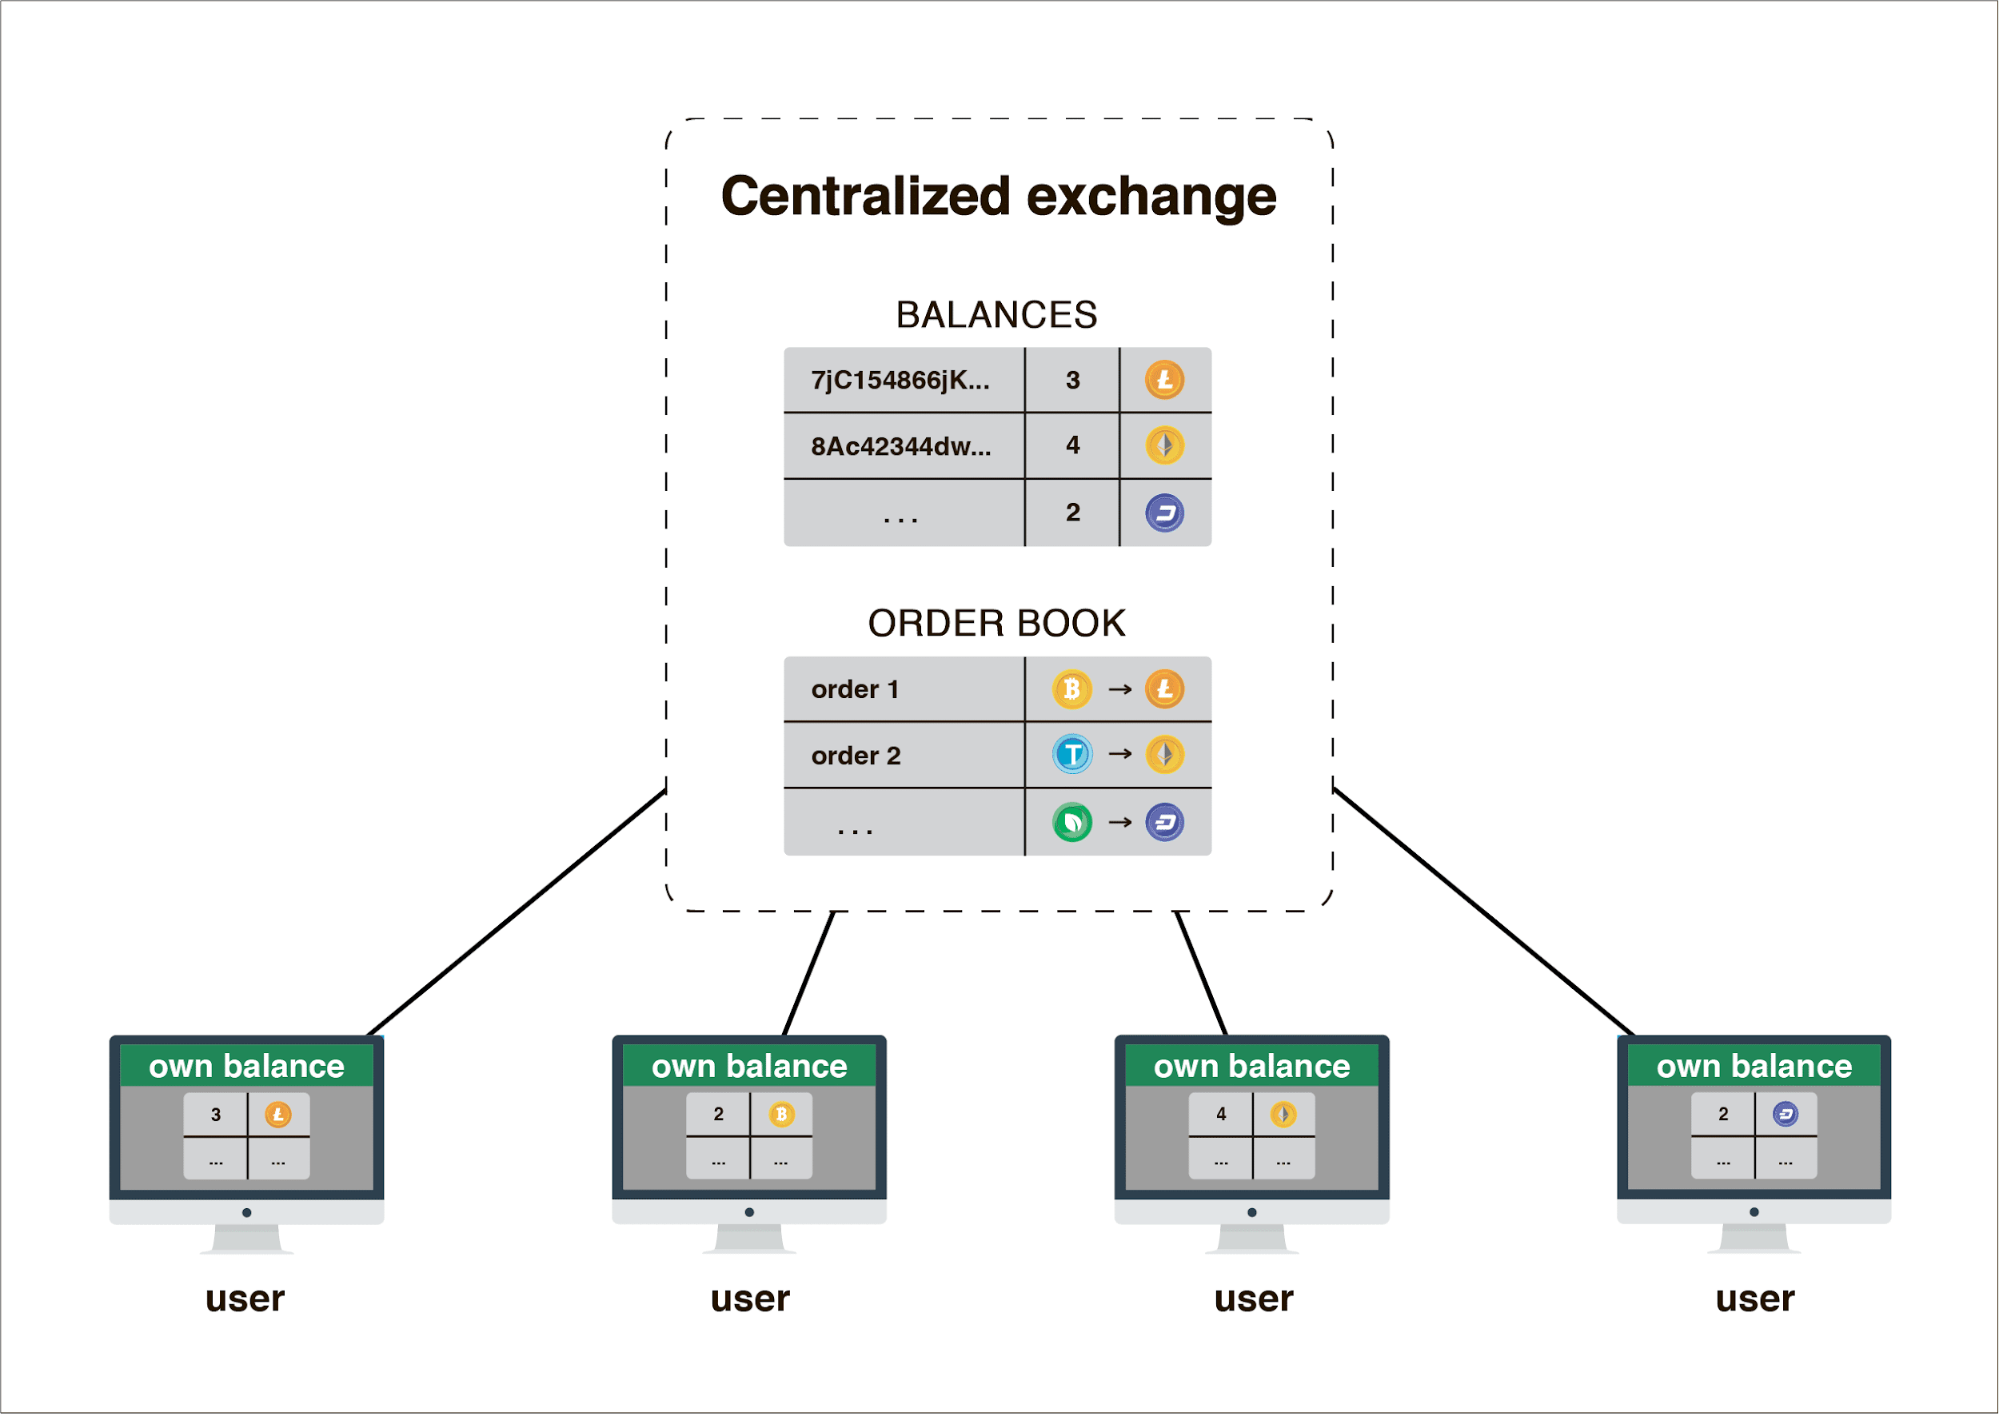 Centralized exchange
BALANCES
7jC154866jK... 3
8Ac42344dw... 4
... 2
ORDER BOOK
order 1 →
order 2 →
... →
own balance
3
... ...
user
own balance
2
... ...
user
own balance
4
... ...
user
own balance
2
... ...
user